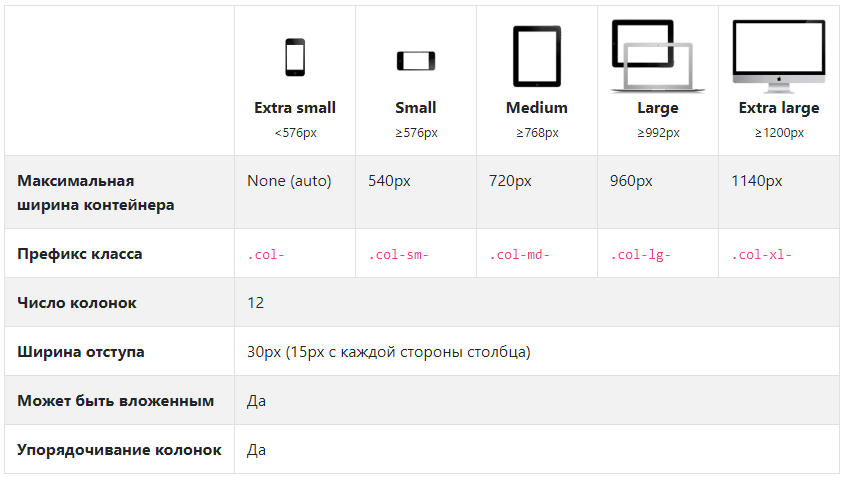 Extra small
<576px
Small
≥576px
Medium
≥768px
Large
≥992px
Extra large
≥1200px
Максимальная
ширина контейнера
None (auto)
540px
720px
960px
1140px
Префикс класса
.col-
.col-sm-
.col-md-
.col-lg-
.col-xl-
Число колонок
12
Ширина отступа
30px (15px с каждой стороны столбца)
Может быть вложенным
Да
Упорядочивание колонок
Да